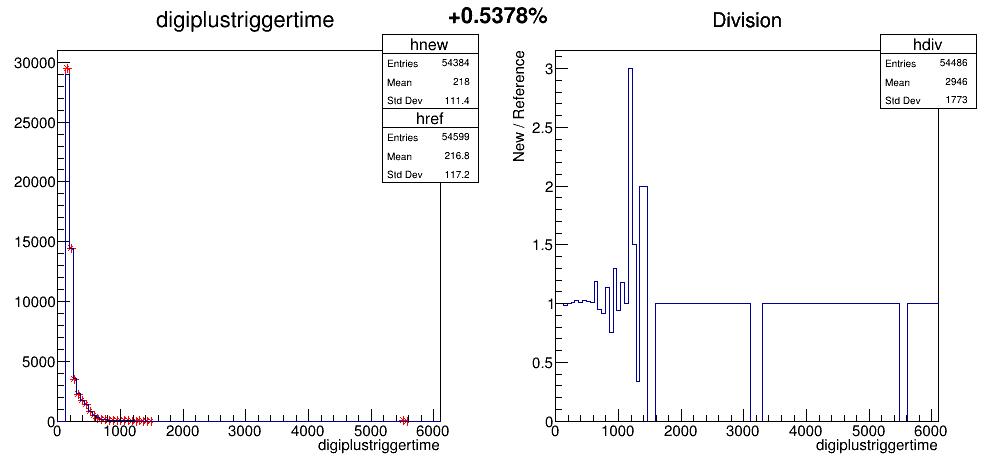 +0.5378%
digiplustriggertime
hnew
Entries 54384
Mean 218
Std Dev 111.4
href
Entries 54599
Mean 216.8
Std Dev 117.2
30000
25000
20000
15000
10000
5000
0
0 1000 2000 3000 4000 5000 6000
digiplustriggertime
Division
hdiv
Entries 54486
Mean 2946
Std Dev 1773
New / Reference
3
2.5
2
1.5
1
0.5
0
0 1000 2000 3000 4000 5000 6000
digiplustriggertime